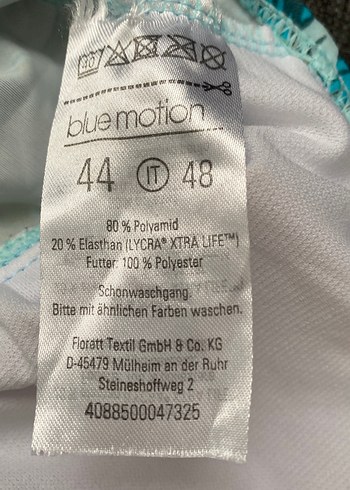 30
blue motion
44 IT 48
80 % Polyamid
20 % Elasthan (LYCRA® XTRA LIFE™)
Futter: 100 % Polyester
Schonwaschgang.
Bitte mit ähnlichen Farben waschen.
Floratt Textil GmbH & Co. KG
D-45479 Mülheim an der Ruhr
Steineshoffweg 2
4088500047325